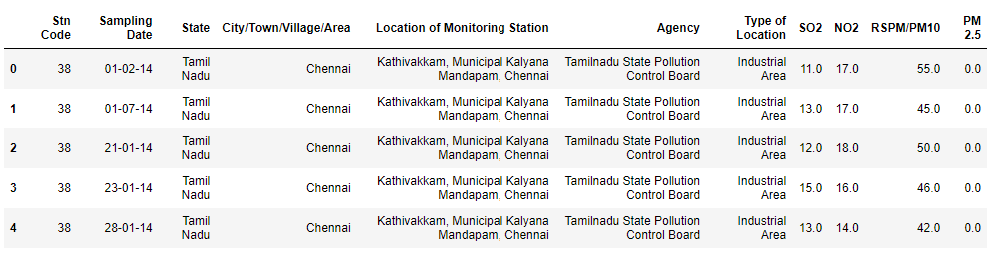 Stn Code Sampling Date State City/Town/Village/Area Location of Monitoring Station Agency Type of Location SO2 NO2 RSPM/PM10 PM 2.5
0 38 01-02-14 Tamil Nadu Chennai Kathivakkam, Municipal Kalyana Mandapam, Chennai Tamilnadu State Pollution Control Board Industrial Area 11.0 17.0 55.0 0.0
1 38 01-07-14 Tamil Nadu Chennai Kathivakkam, Municipal Kalyana Mandapam, Chennai Tamilnadu State Pollution Control Board Industrial Area 13.0 17.0 45.0 0.0
2 38 21-01-14 Tamil Nadu Chennai Kathivakkam, Municipal Kalyana Mandapam, Chennai Tamilnadu State Pollution Control Board Industrial Area 12.0 18.0 50.0 0.0
3 38 23-01-14 Tamil Nadu Chennai Kathivakkam, Municipal Kalyana Mandapam, Chennai Tamilnadu State Pollution Control Board Industrial Area 15.0 16.0 46.0 0.0
4 38 28-01-14 Tamil Nadu Chennai Kathivakkam, Municipal Kalyana Mandapam, Chennai Tamilnadu State Pollution Control Board Industrial Area 13.0 14.0 42.0 0.0